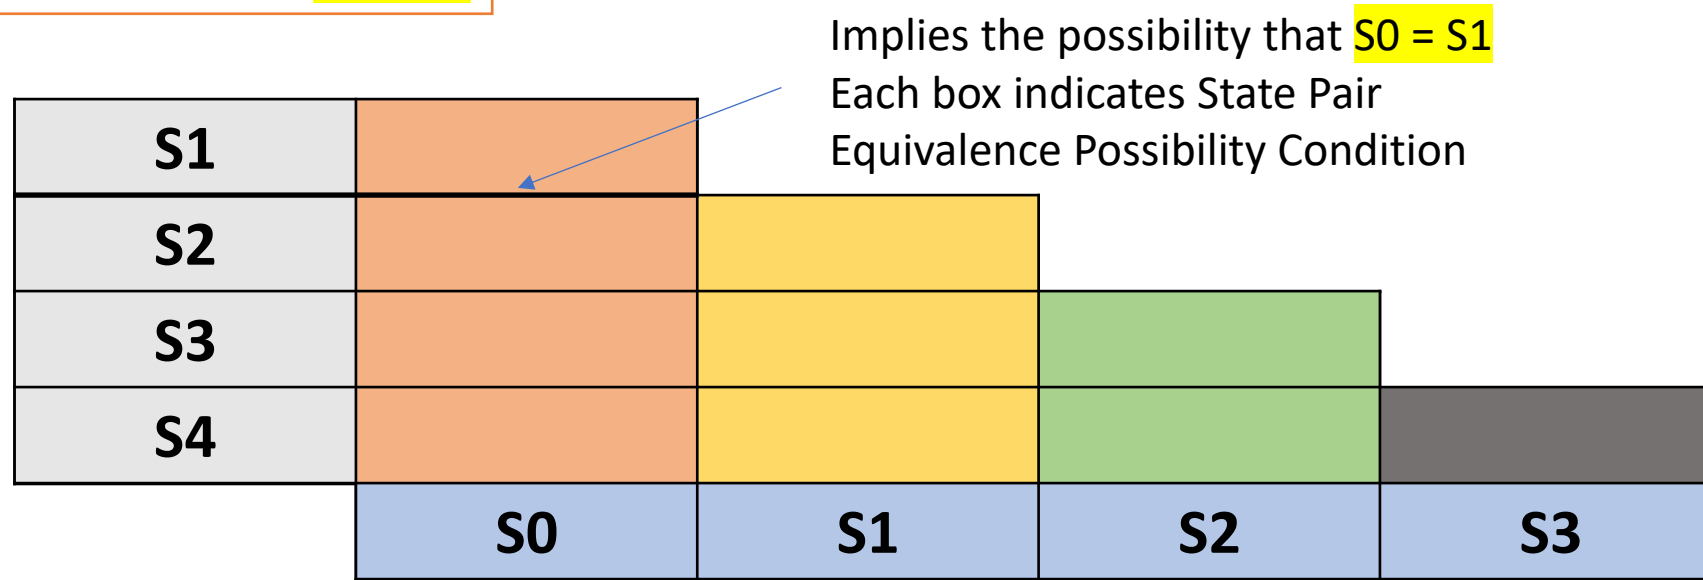 Implies the possibility that S0 = S1
Each box indicates State Pair
Equivalence Possibility Condition
S1
S2
S3
S4
S0 S1 S2 S3